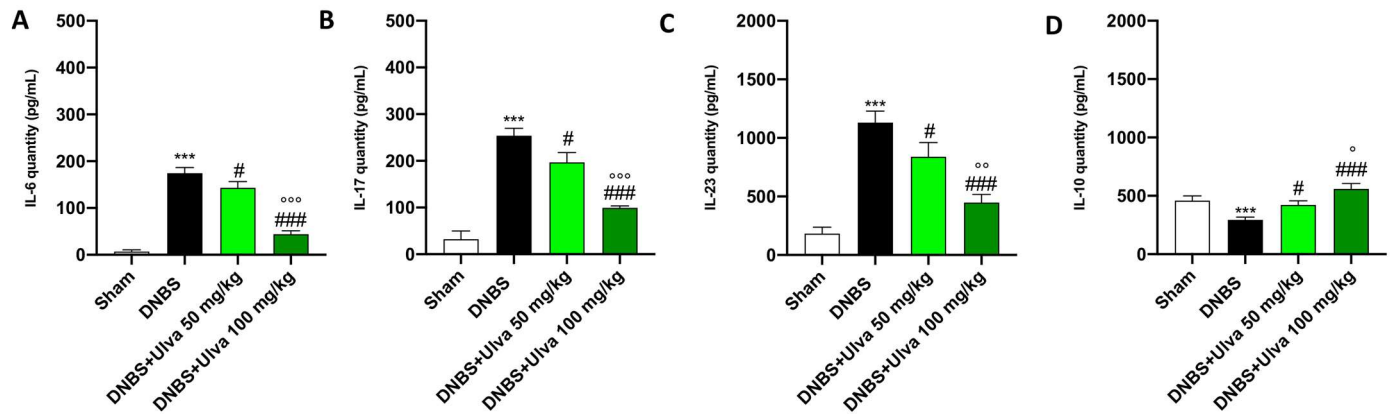 A
IL-6 quantity (pg/mL)
500
400
300
200
100
0
***
#
°°°
###
Sham
DNBS
DNBS+Ulva 50 mg/kg
DNBS+Ulva 100 mg/kg
B
IL-17 quantity (pg/mL)
500
400
300
200
100
0
***
#
°°°
###
Sham
DNBS
DNBS+Ulva 50 mg/kg
DNBS+Ulva 100 mg/kg
C
IL-23 quantity (pg/mL)
2000
1500
1000
500
0
***
#
°°
###
Sham
DNBS
DNBS+Ulva 50 mg/kg
DNBS+Ulva 100 mg/kg
D
IL-10 quantity (pg/mL)
2000
1500
1000
500
0
***
#
°
###
Sham
DNBS
DNBS+Ulva 50 mg/kg
DNBS+Ulva 100 mg/kg